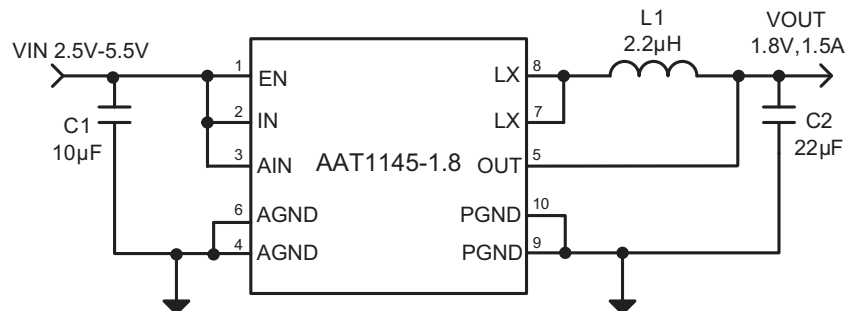 L1
2.2µH
VOUT
1.8V,1.5A
VIN 2.5V-5.5V
1
EN
LX
8
2
IN
LX
7
C1
10µF
C2
22µF
3
AIN
AAT1145-1.8
OUT
5
6
AGND
PGND
10
4
AGND
PGND
9